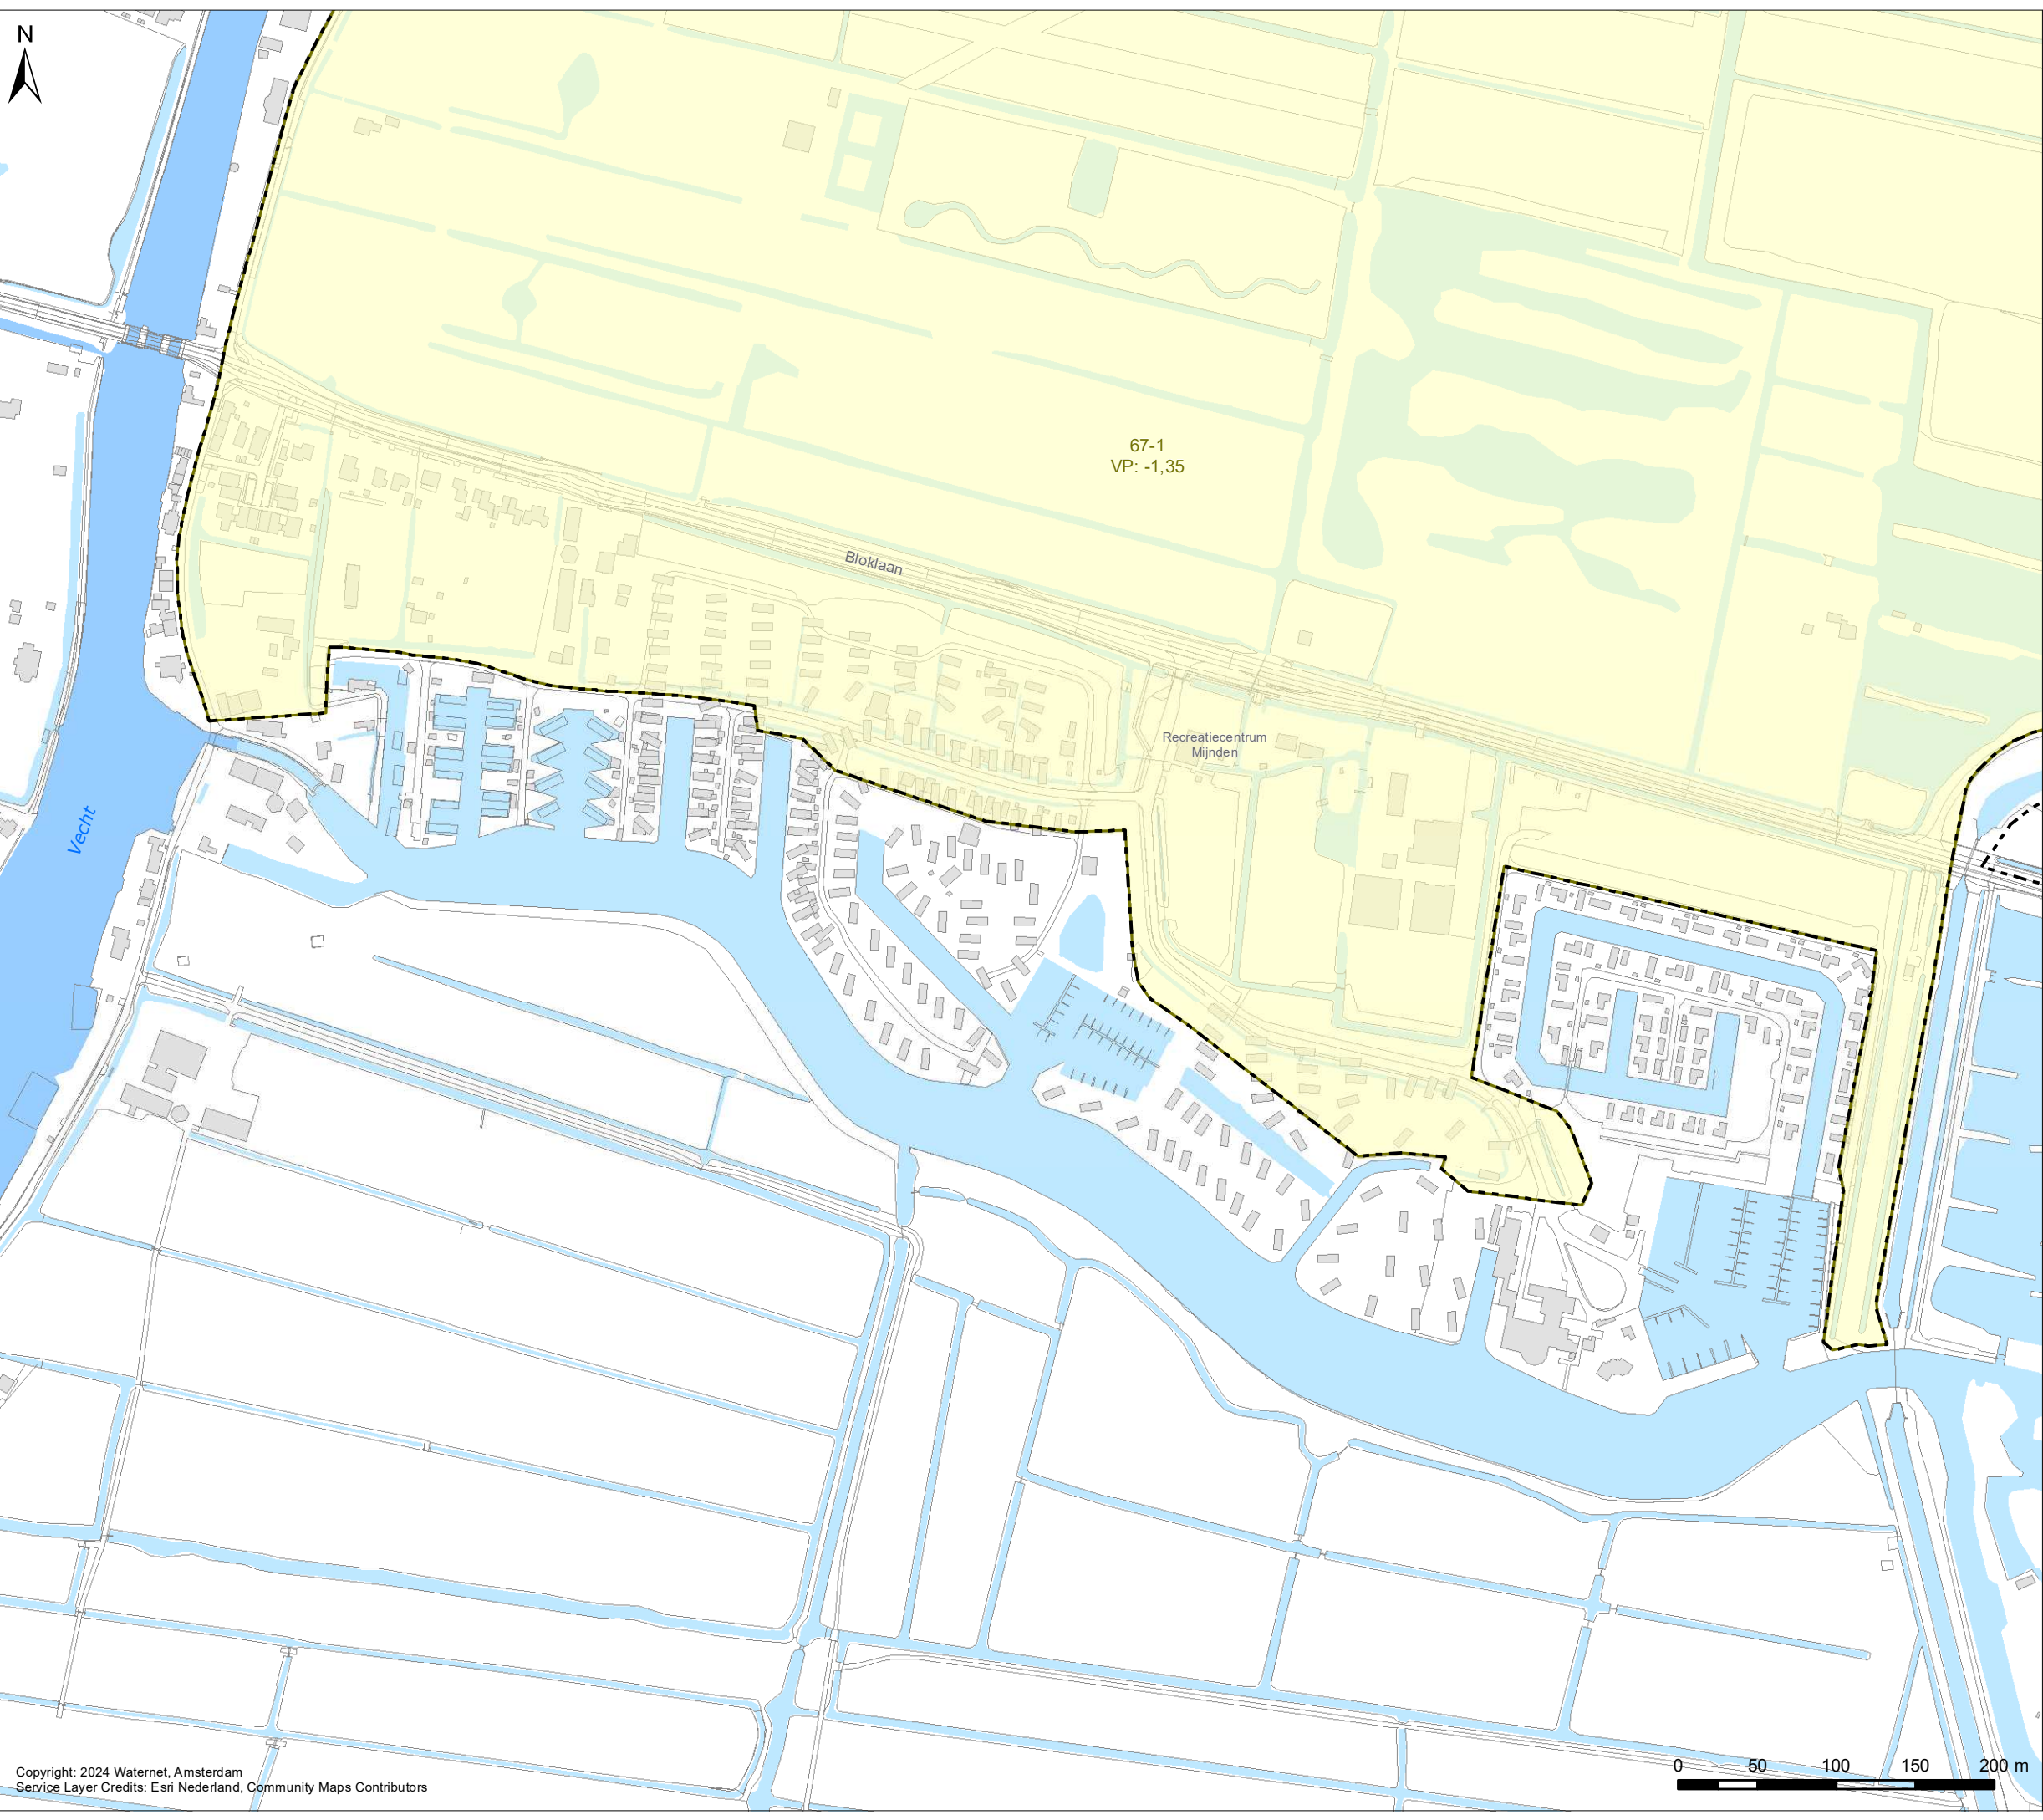 N
67-1
VP: -1,35
Bloklaan
Recreatiecentrum
Mijnden
Vecht
0 50 100 150 200 m
Copyright: 2024 Waternet, Amsterdam
Service Layer Credits: Esri Nederland, Community Maps Contributors